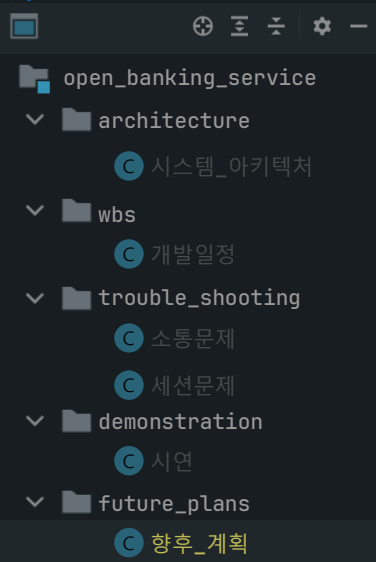 open_banking_service
architecture
C 시스템_아키텍처
wbs
C 개발일정
trouble_shooting
C 소통문제
C 세션문제
demonstration
C 시연
future_plans
C 향후_계획